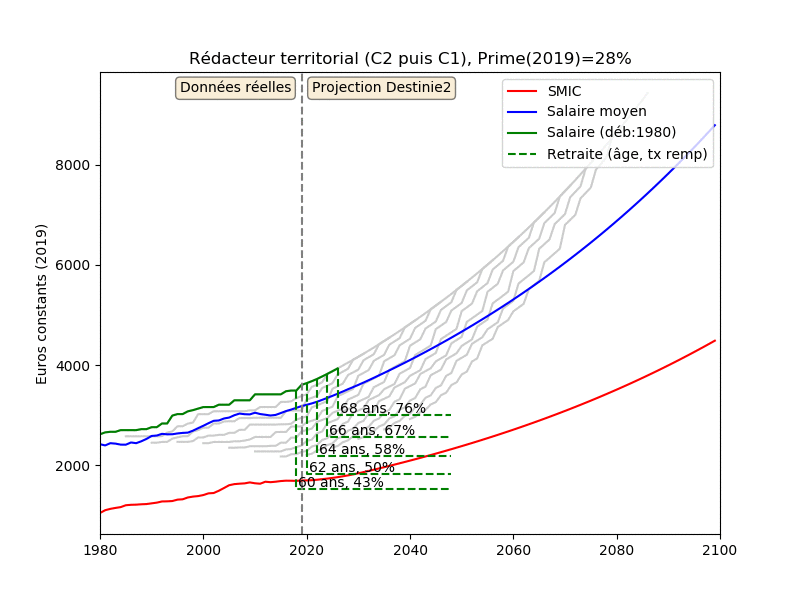 Rédacteur territorial (C2 puis C1), Prime(2019)=28%
Données réelles
Projection Destinie2
SMIC
Salaire moyen
Salaire (déb:1980)
Retraite (âge, tx remp)
Euros constants (2019)
8000
6000
4000
2000
68 ans, 76%
66 ans, 67%
64 ans, 58%
62 ans, 50%
60 ans, 43%
1980
2000
2020
2040
2060
2080
2100